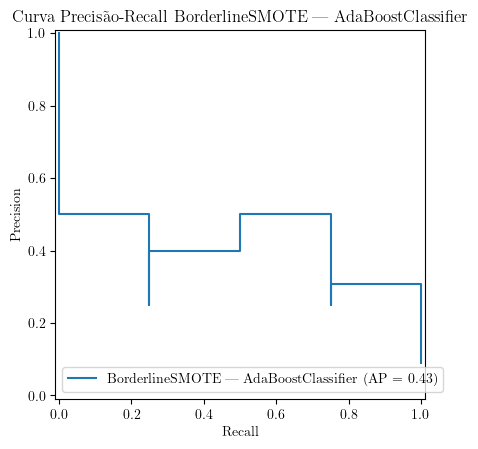 Curva Precisão-Recall BorderlineSMOTE — AdaBoostClassifier
1.0
0.8
0.6
0.4
0.2
0.0
Precision
BorderlineSMOTE — AdaBoostClassifier (AP = 0.43)
0.0 0.2 0.4 0.6 0.8 1.0
Recall